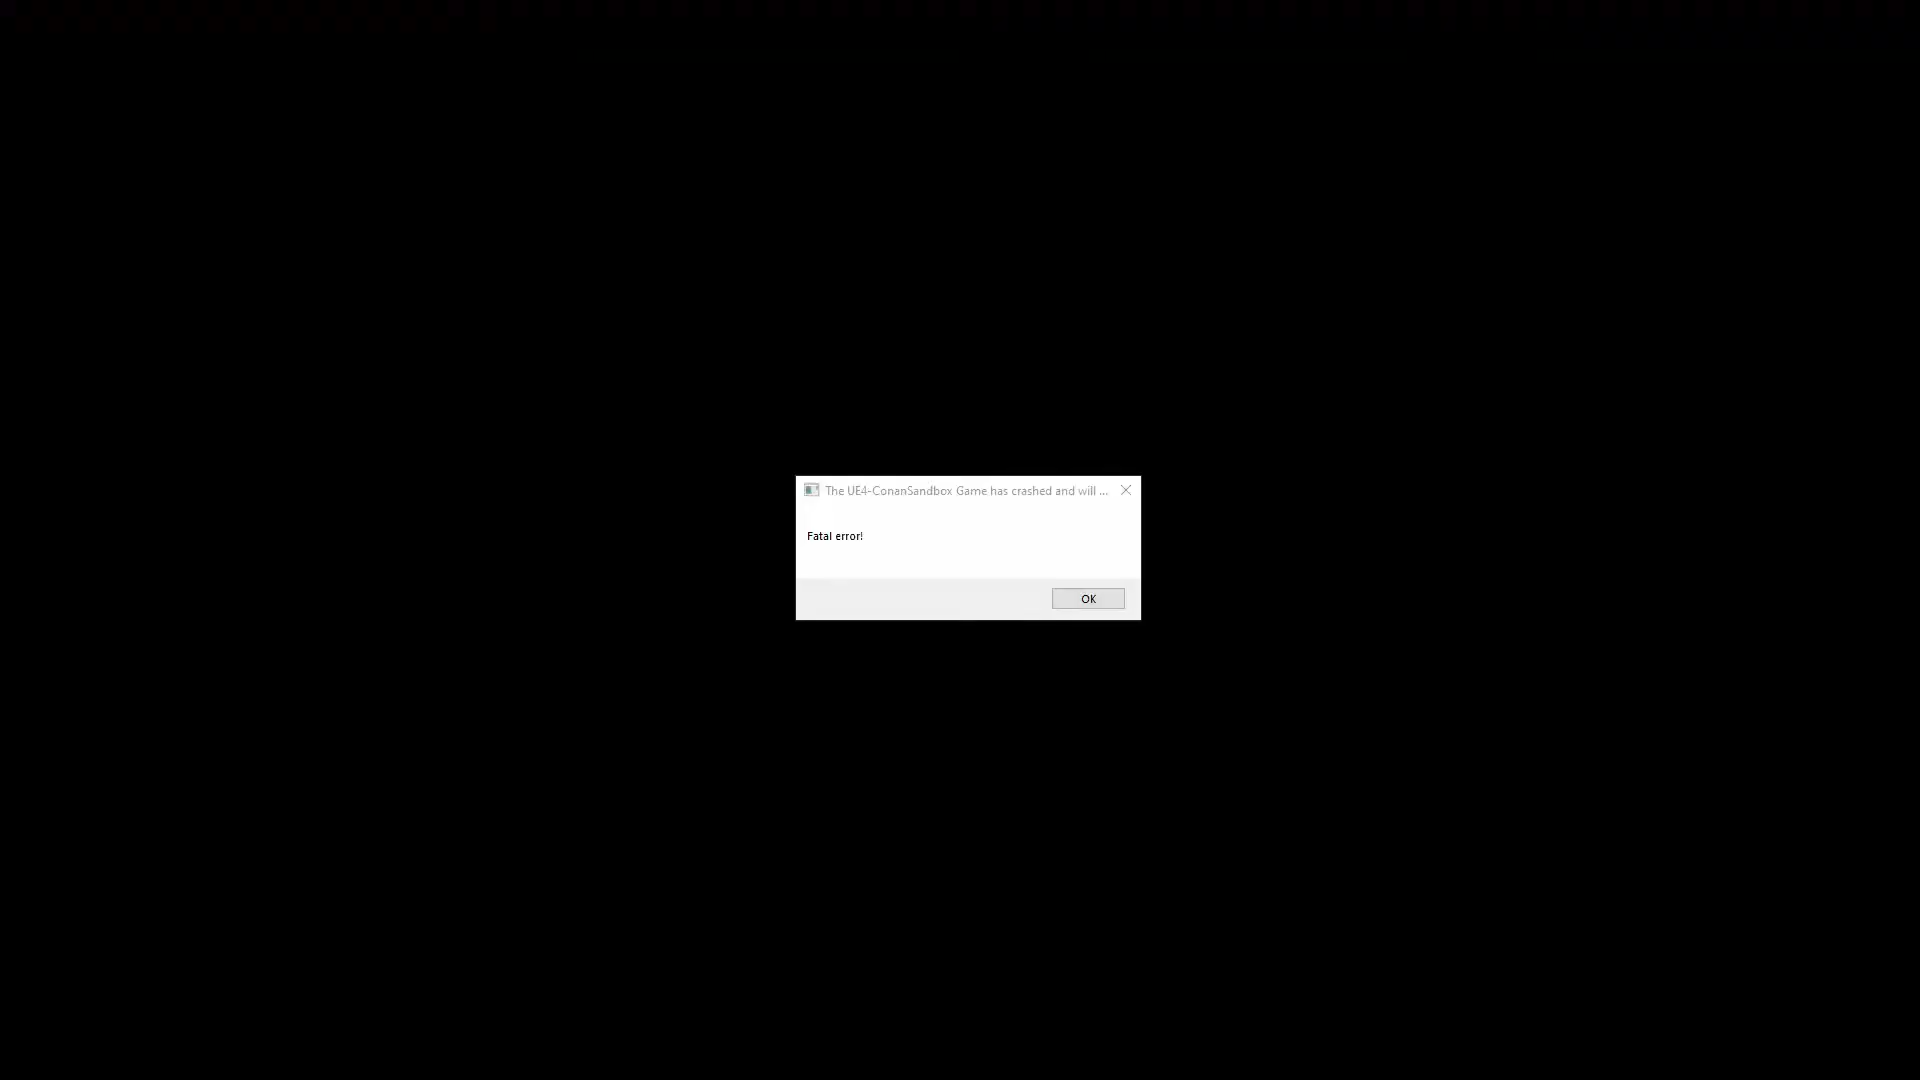 The UE4-ConanSandbox Game has crashed and will ...
Fatal error!
OK